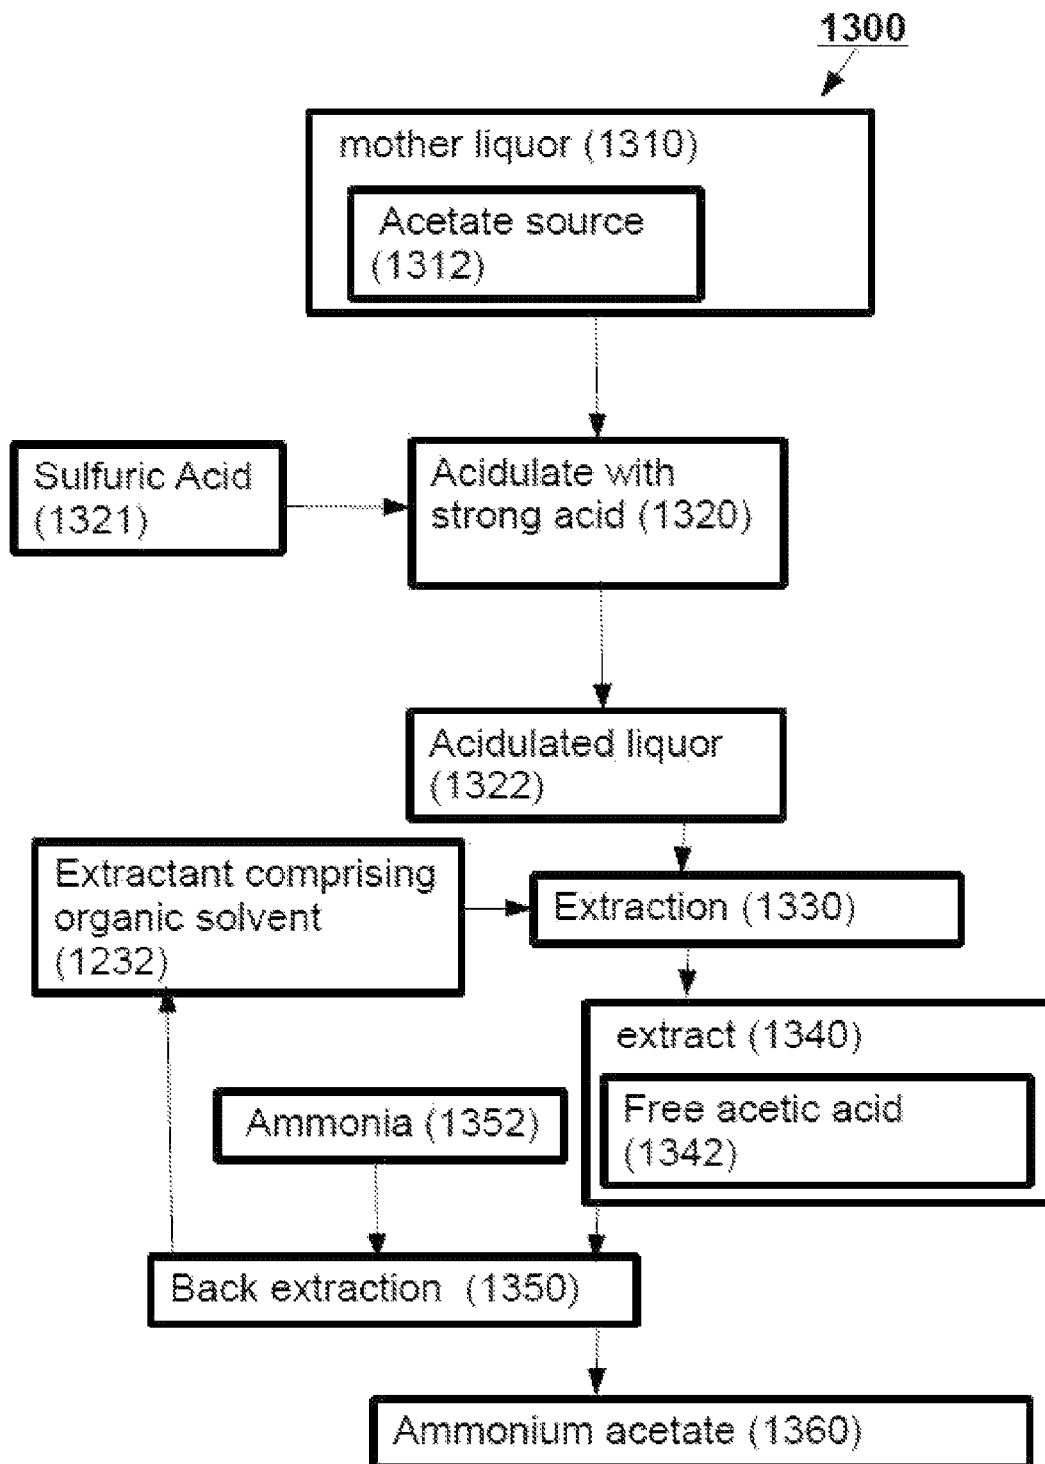 1300
mother liquor (1310)
Acetate source
(1312)
Sulfuric Acid
(1321)
Acidulate with
strong acid (1320)
Acidulated liquor
(1322)
Extractant comprising
organic solvent
(1232)
Extraction (1330)
extract (1340)
Free acetic acid
(1342)
Ammonia (1352)
Back extraction (1350)
Ammonium acetate (1360)